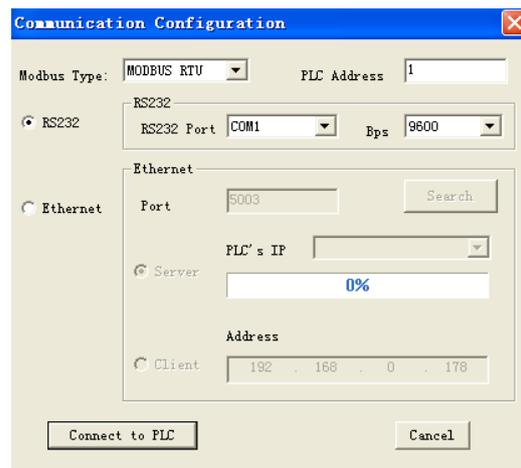 Communication Configuration
Modbus Type: MODBUS RTU PLC Address 1
RS232
RS232 RS232 Port COM1 Bps 9600
Ethernet
Ethernet Port 5003 Search
PLC's IP
Server
0%
Address
Client 192 . 168 . 0 . 178
Connect to PLC Cancel